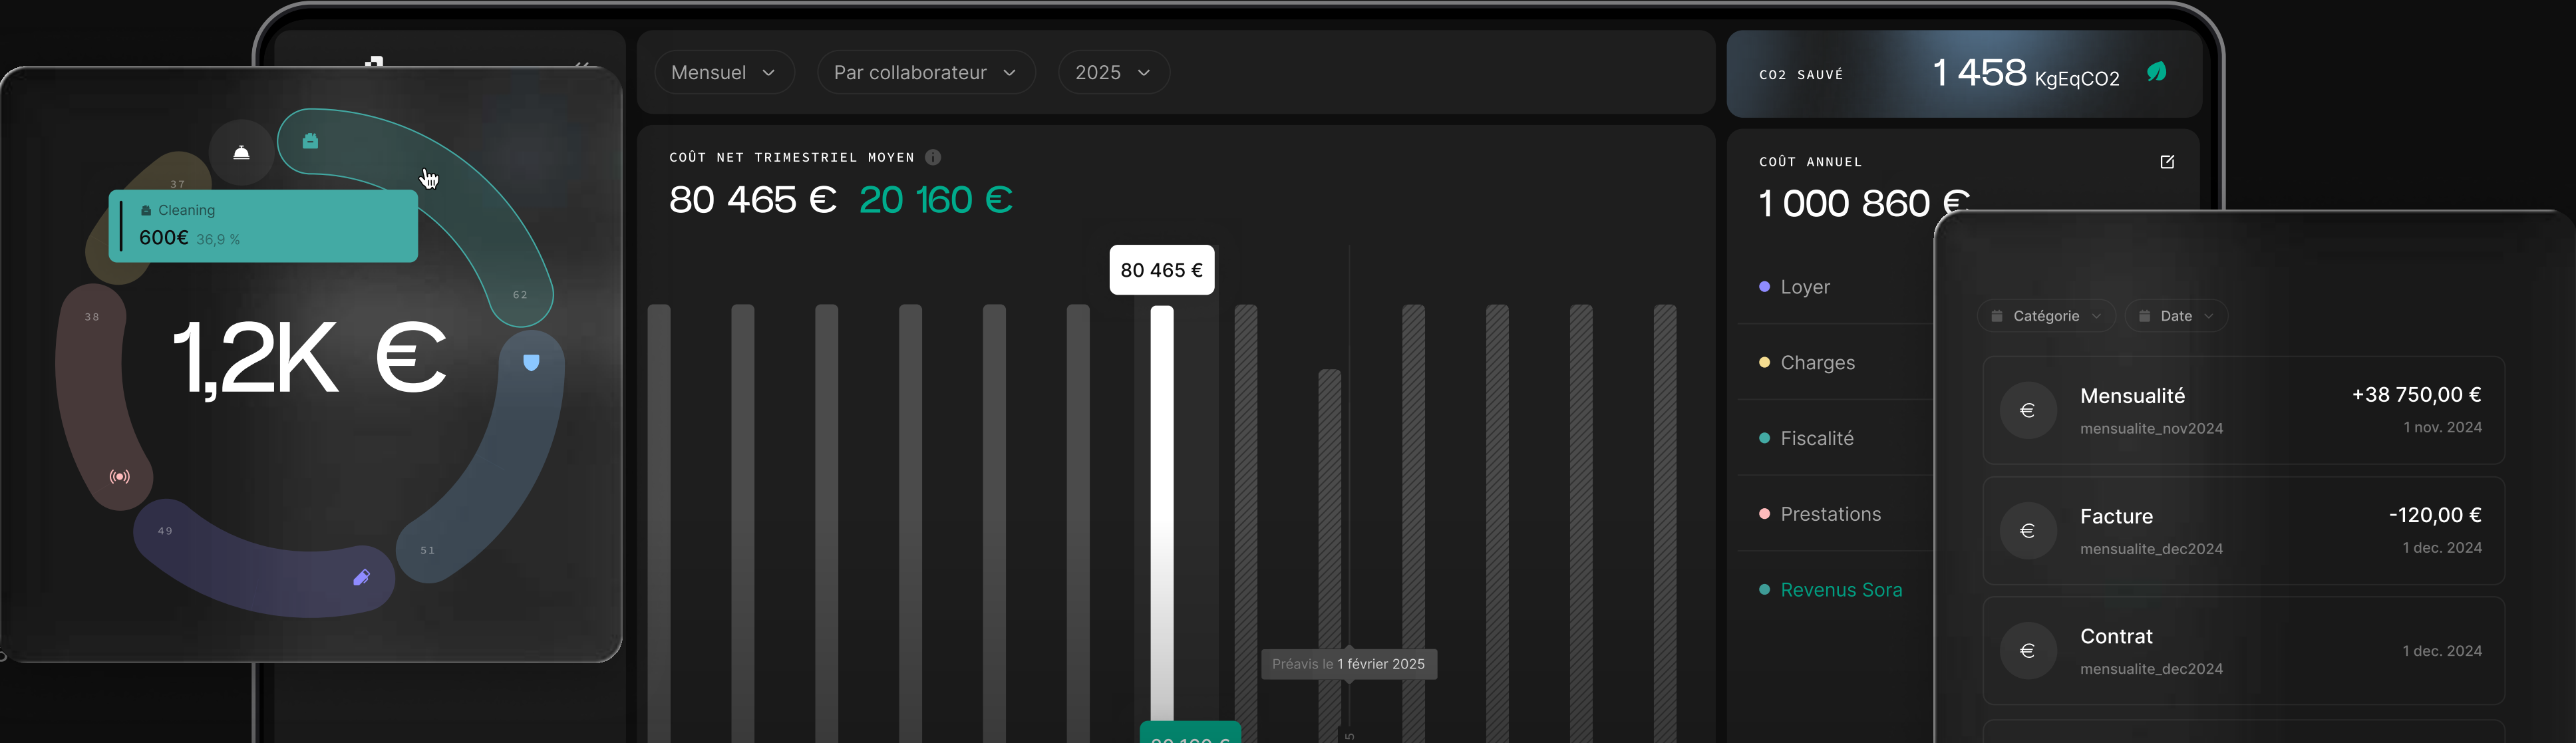 37
Cleaning
600€ 36,9 %
62
38
1,2K €
49
51
Mensuel
Par collaborateur
2025
COÛT NET TRIMESTRIEL MOYEN
80 465 € 20 160 €
80 465 €
Préavis le 1 février 2025
5
CO2 SAUVÉ
1 458 KgEqCO2
COÛT ANNUEL
1 000 860 €
Loyer
Charges
Fiscalité
Prestations
Revenus Sora
Catégorie
Date
Mensualité
+38 750,00 €
mensualite_nov2024
1 nov. 2024
Facture
-120,00 €
mensualite_dec2024
1 dec. 2024
Contrat
mensualite_dec2024
1 dec. 2024